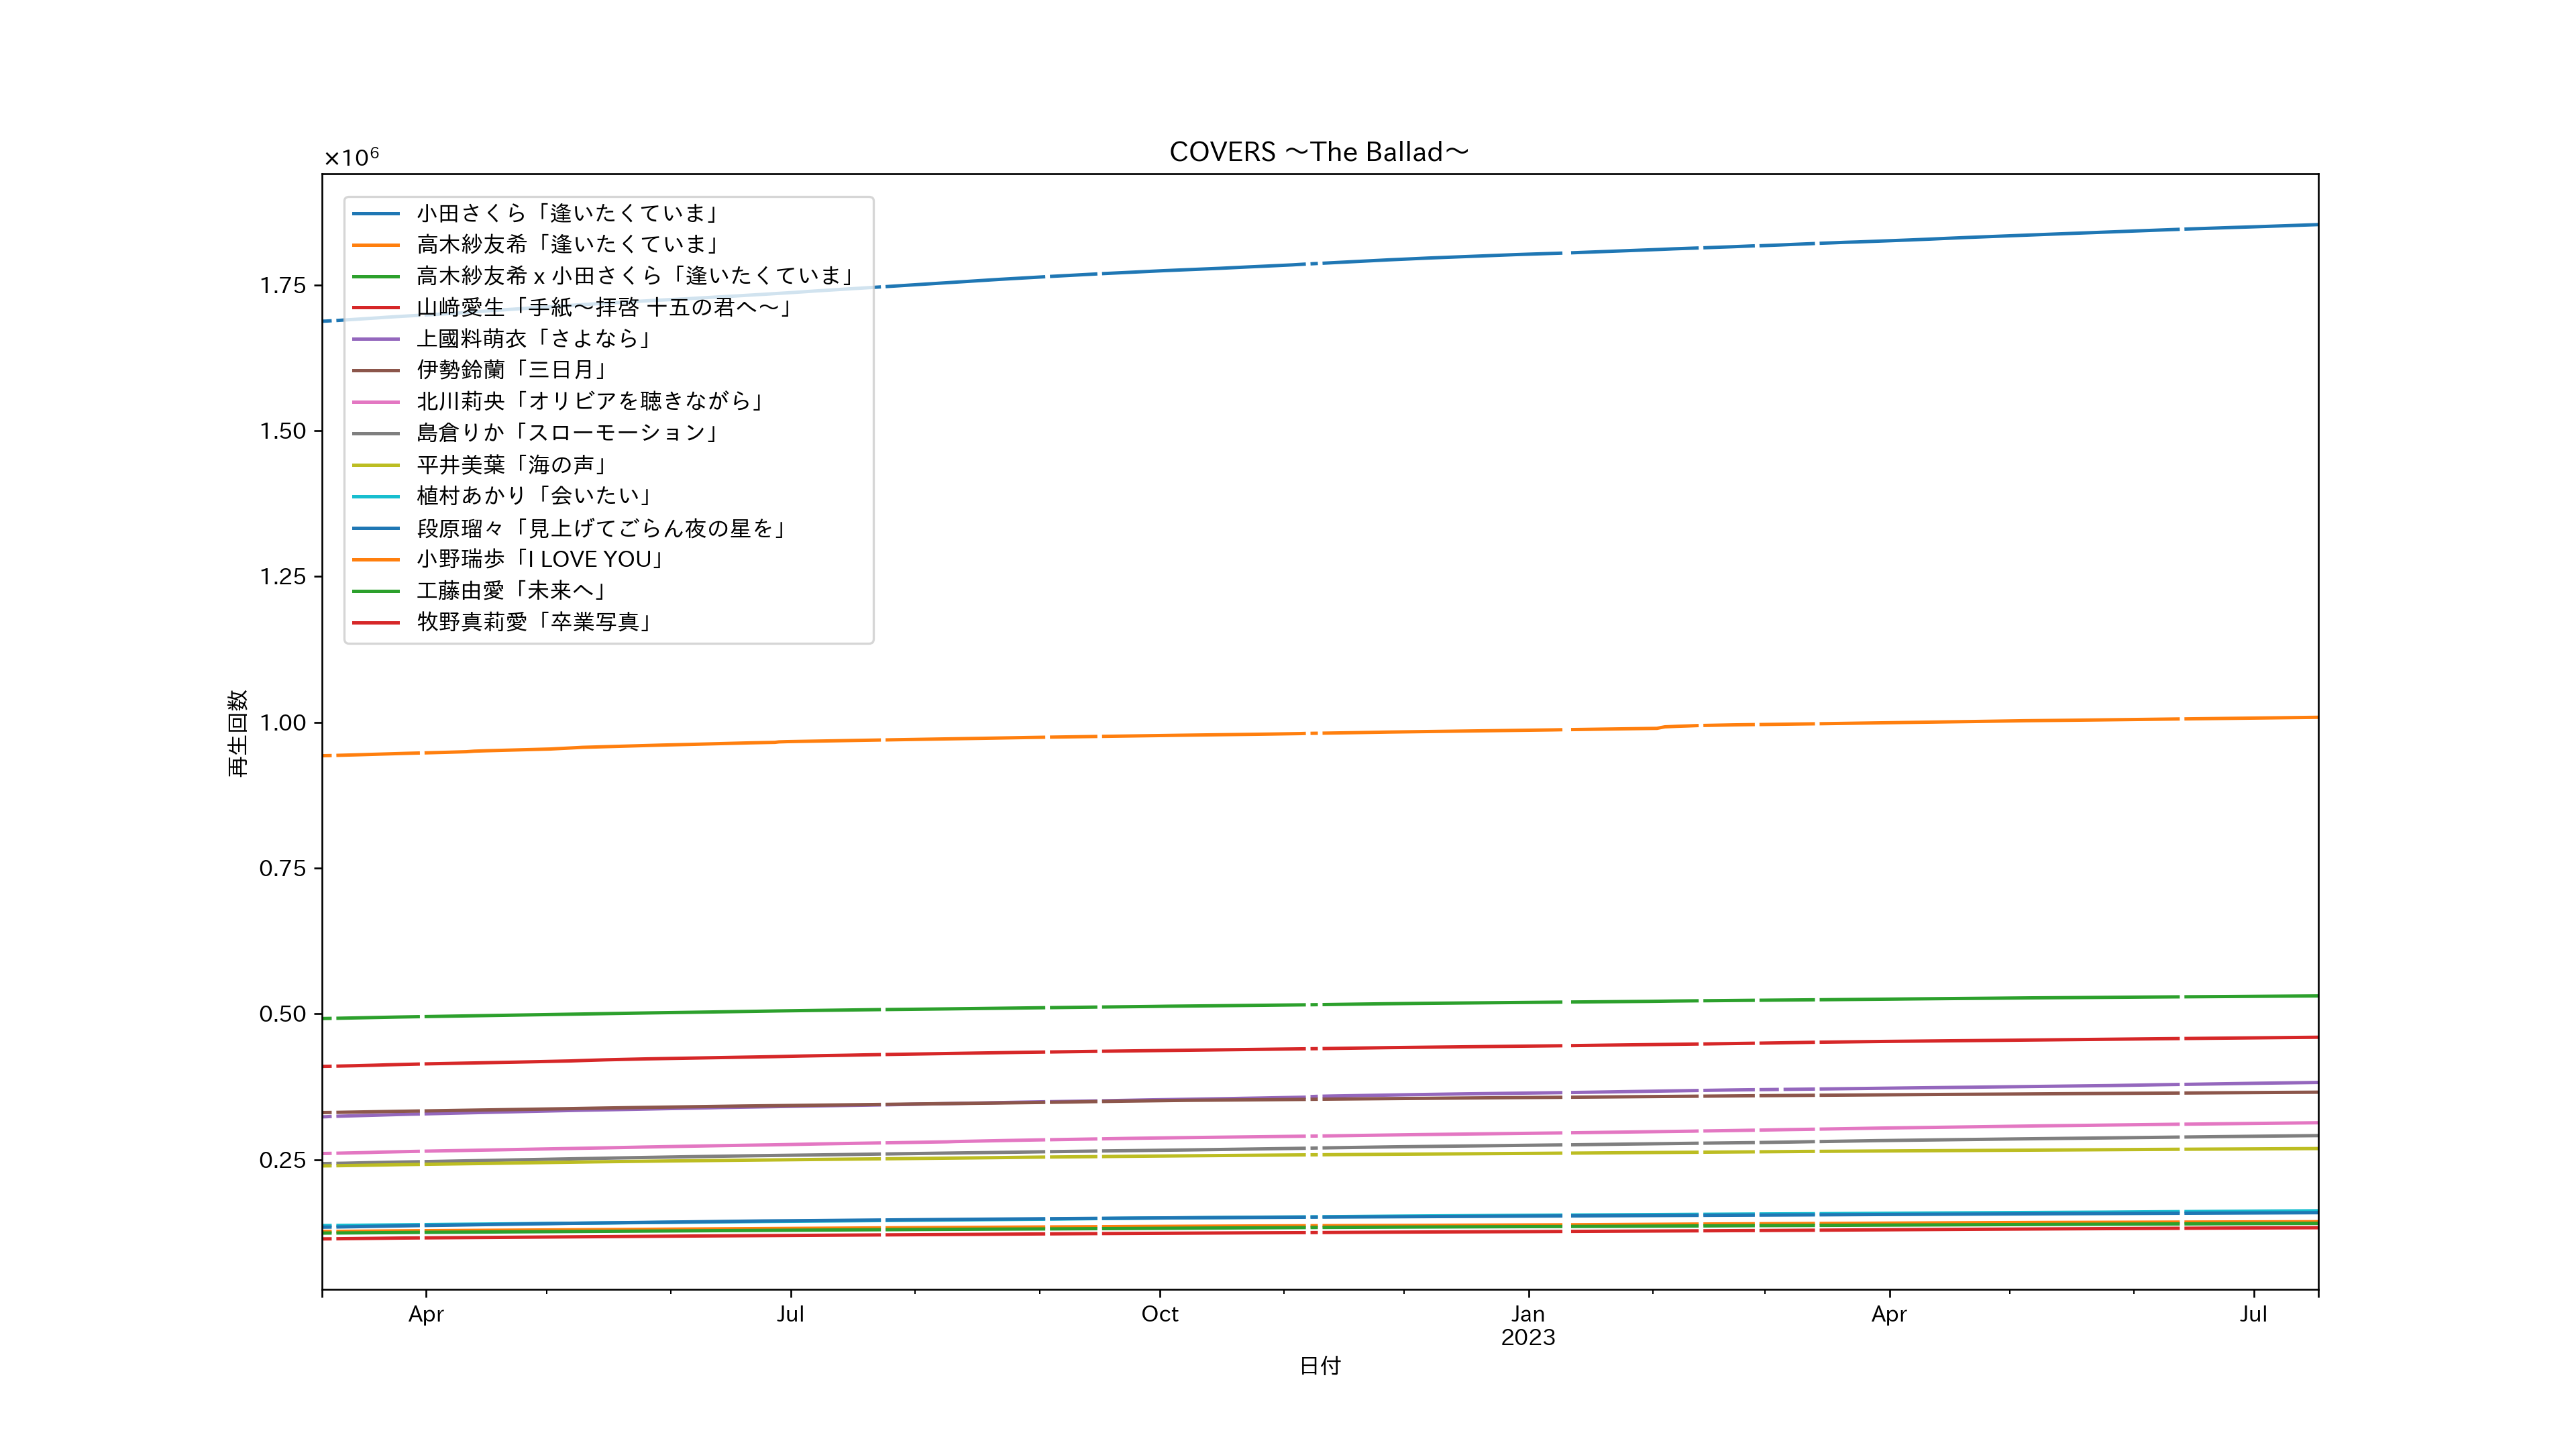 COVERS ～The Ballad～
×10⁶
小田さくら「逢いたくていま」
高木紗友希「逢いたくていま」
高木紗友希 x 小田さくら「逢いたくていま」
山﨑愛生「手紙～拝啓 十五の君へ～」
上國料萌衣「さよなら」
伊勢鈴蘭「三日月」
北川莉央「オリビアを聴きながら」
島倉りか「スローモーション」
平井美葉「海の声」
植村あかり「会いたい」
段原瑠々「見上げてごらん夜の星を」
小野瑞歩「I LOVE YOU」
工藤由愛「未来へ」
牧野真莉愛「卒業写真」
1.75
1.50
1.25
1.00
0.75
0.50
0.25
再生回数
Apr Jul Oct Jan Apr Jul
2023
日付